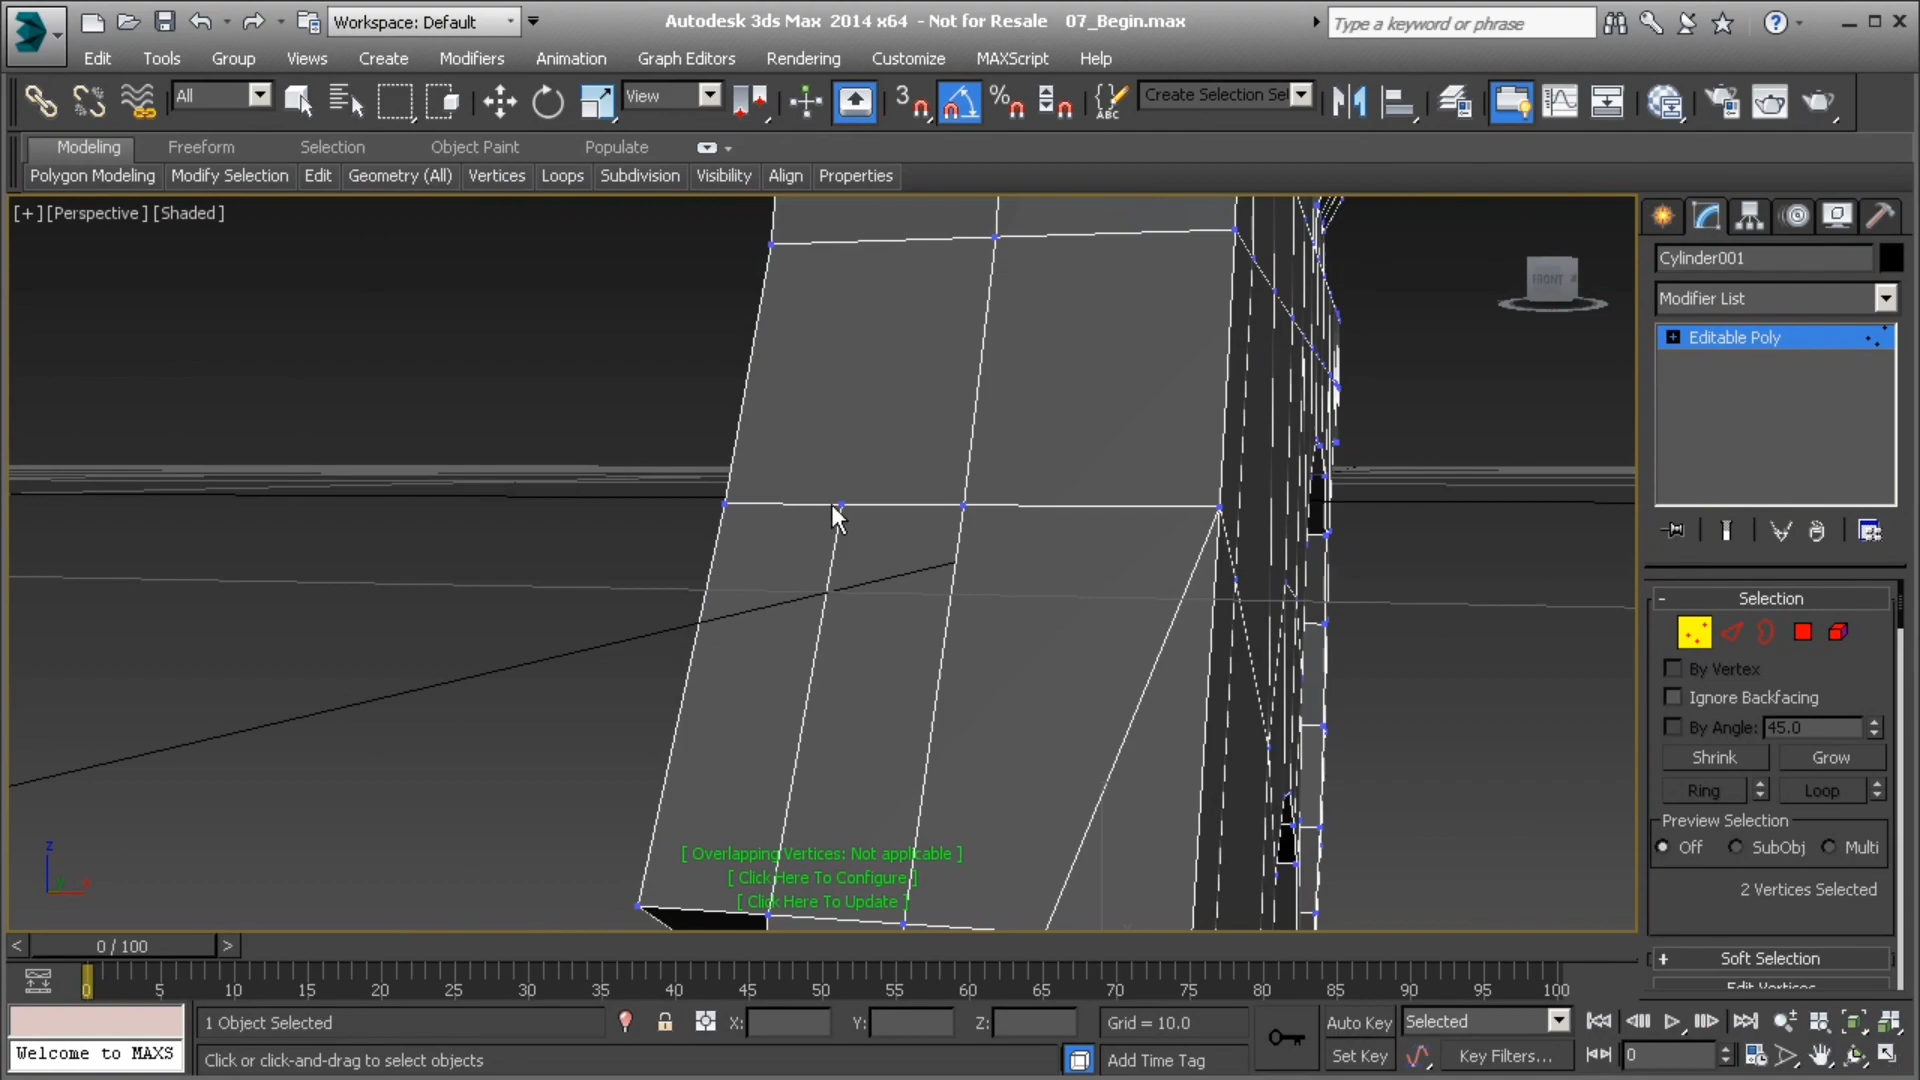 Workspace: Default
Autodesk 3ds Max 2014 x64 - Not for Resale 07_Begin.max
Type a keyword or phrase
Edit Tools Group Views Create Modifiers Animation Graph Editors Rendering Customize MAXScript Help
All
View
3
%
ABC
Create Selection Sel
Modeling Freeform Selection Object Paint Populate
Polygon Modeling Modify Selection Edit Geometry (All) Vertices Loops Subdivision Visibility Align Properties
[+] [Perspective] [Shaded]
FRONT
Cylinder001
Modifier List
Editable Poly
Selection
By Vertex
Ignore Backfacing
By Angle: 45.0
Shrink Grow
Ring Loop
Preview Selection
Off SubObj Multi
2 Vertices Selected
Soft Selection
Edit Vertices
[ Overlapping Vertices: Not applicable ]
[ Click Here To Configure ]
[ Click Here To Update ]
z
x
< 0 / 100 >
0 5 10 15 20 25 30 35 40 45 50 55 60 65 70 75 80 85 90 95 100
1 Object Selected
X: Y: Z: Grid = 10.0
Auto Key Selected
Welcome to MAXS
Click or click-and-drag to select objects
Add Time Tag
Set Key Key Filters...
0